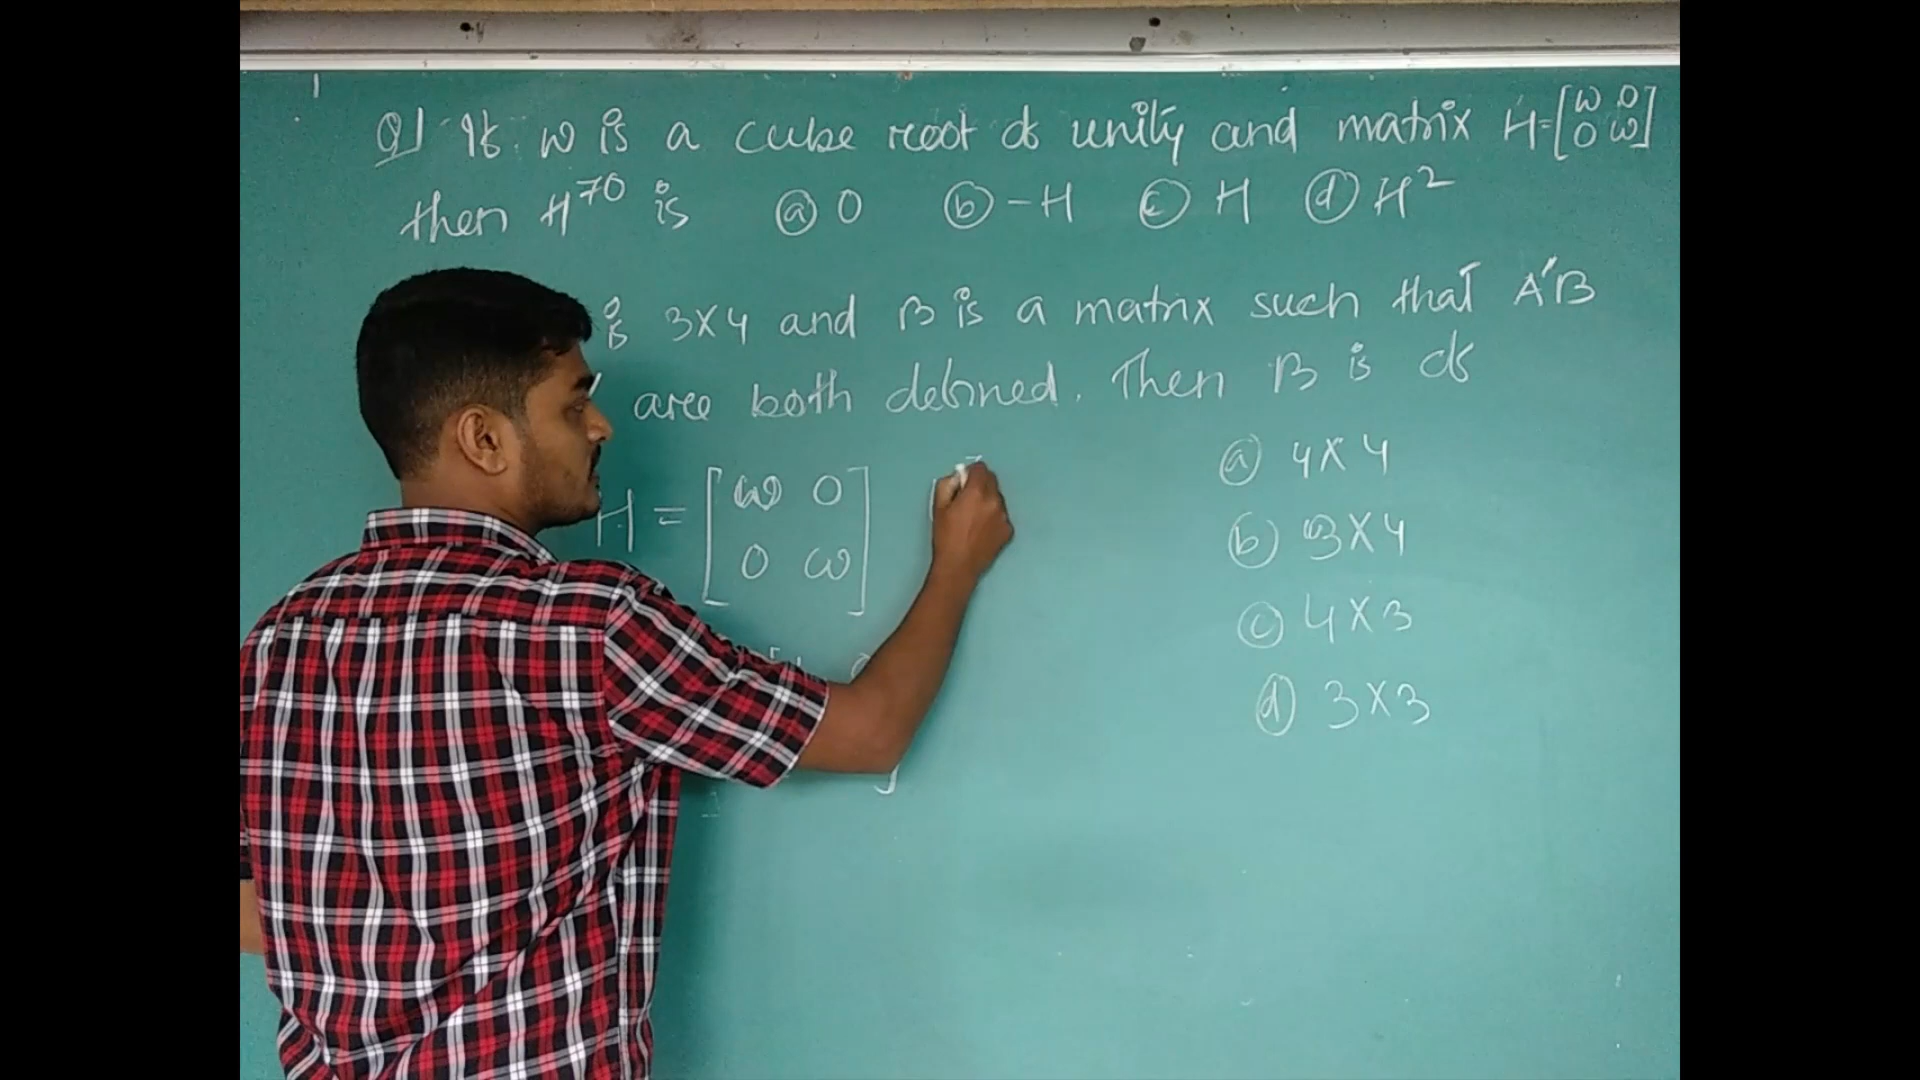 Q1 If ω is a cube root of unity and matrix H=[ω 0
0 ω]
then H^70 is (a) 0 (b) -H (c) H (d) H²
is 3X4 and B is a matrix such that A'B
are both defined. Then B is of
(a) 4X4
(b) 3X4
(c) 4X3
(d) 3X3
H = [ω 0
0 ω]